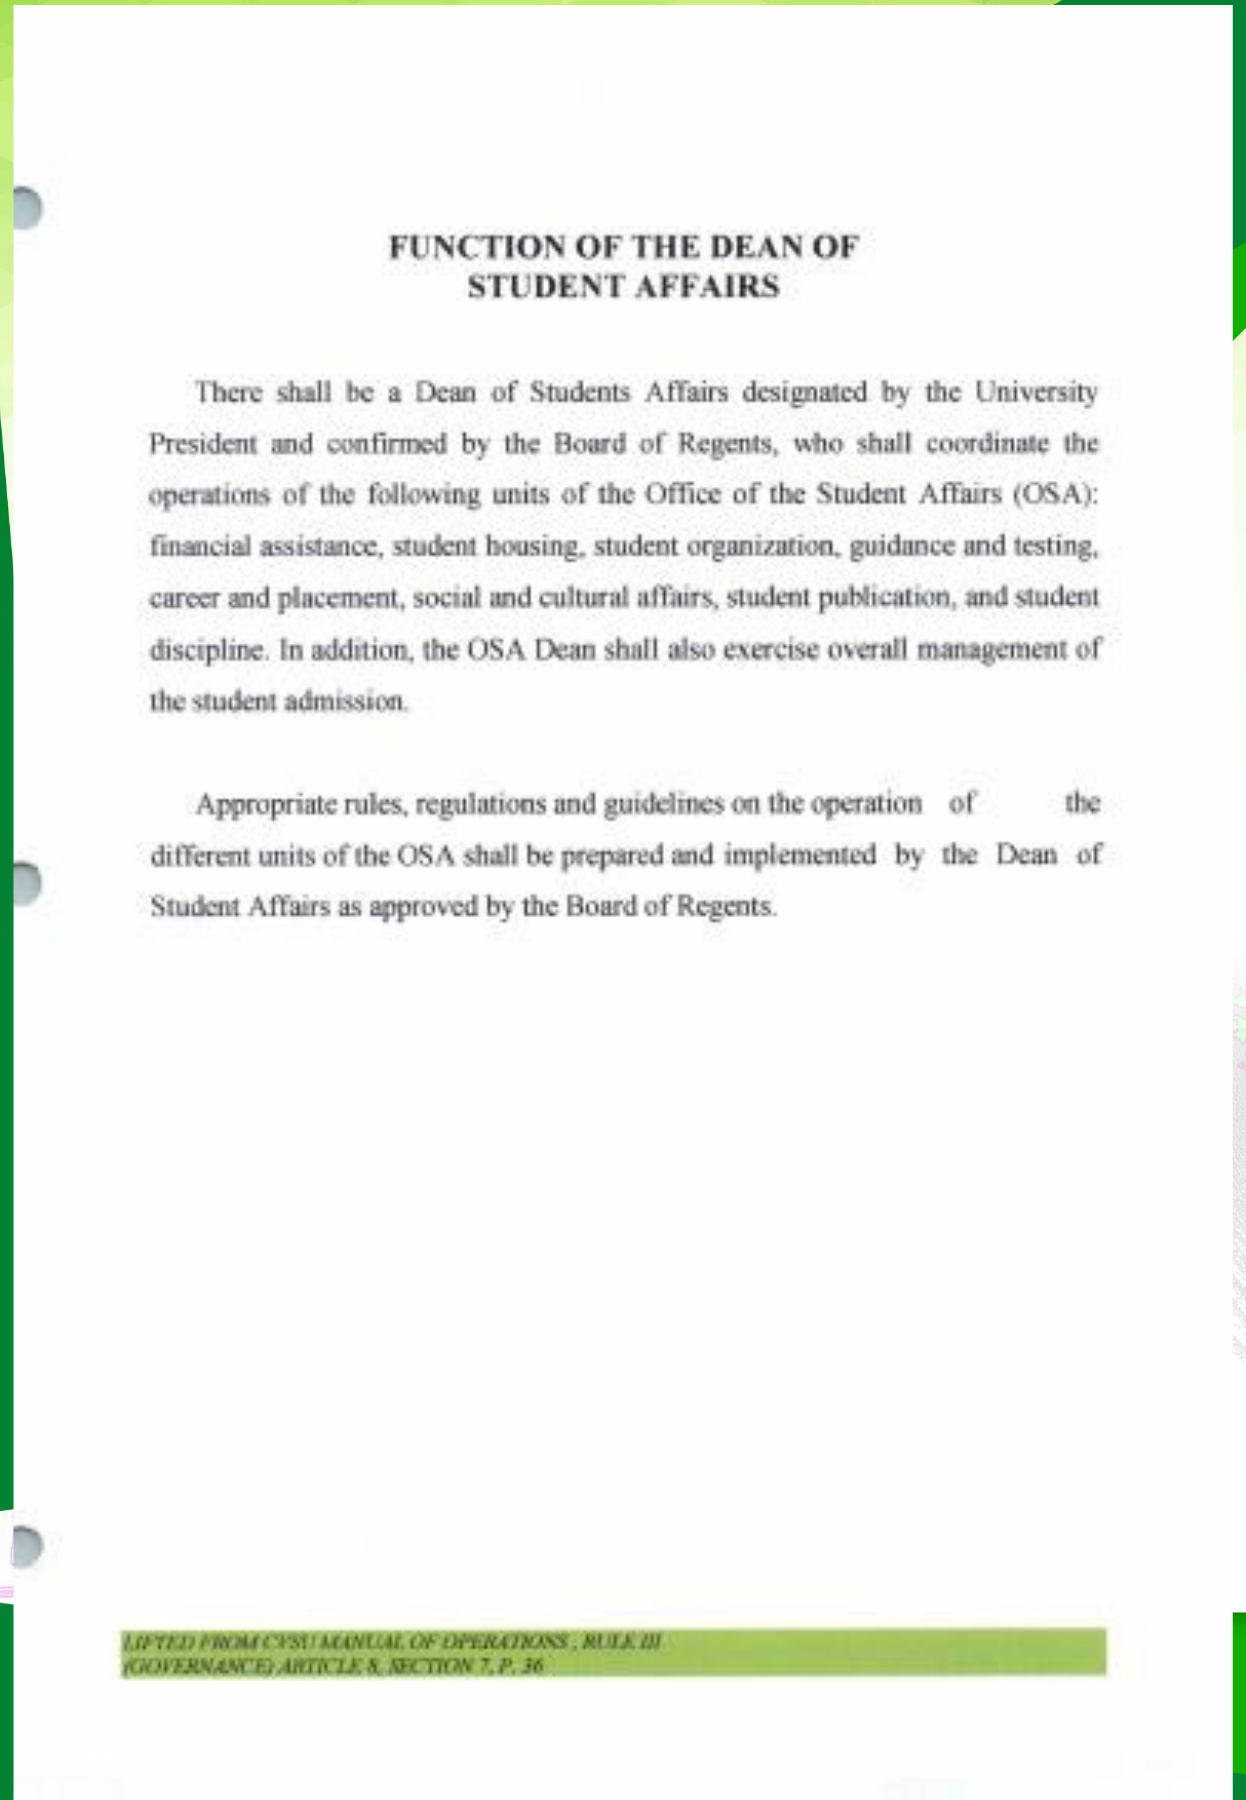 FUNCTION OF THE DEAN OF
STUDENT AFFAIRS
There shall be a Dean of Students Affairs designated by the University
President and confirmed by the Board of Regents, who shall coordinate the
operations of the following units of the Office of the Student Affairs (OSA):
financial assistance, student housing, student organization, guidance and testing,
career and placement, social and cultural affairs, student publication, and student
discipline. In addition, the OSA Dean shall also exercise overall management of
the student admission.
Appropriate rules, regulations and guidelines on the operation of the
different units of the OSA shall be prepared and implemented by the Dean of
Student Affairs as approved by the Board of Regents.
LIFTED FROM CVSU MANUAL OF OPERATIONS , RULE III
(GOVERNANCE) ARTICLE 8, SECTION 7, P. 36